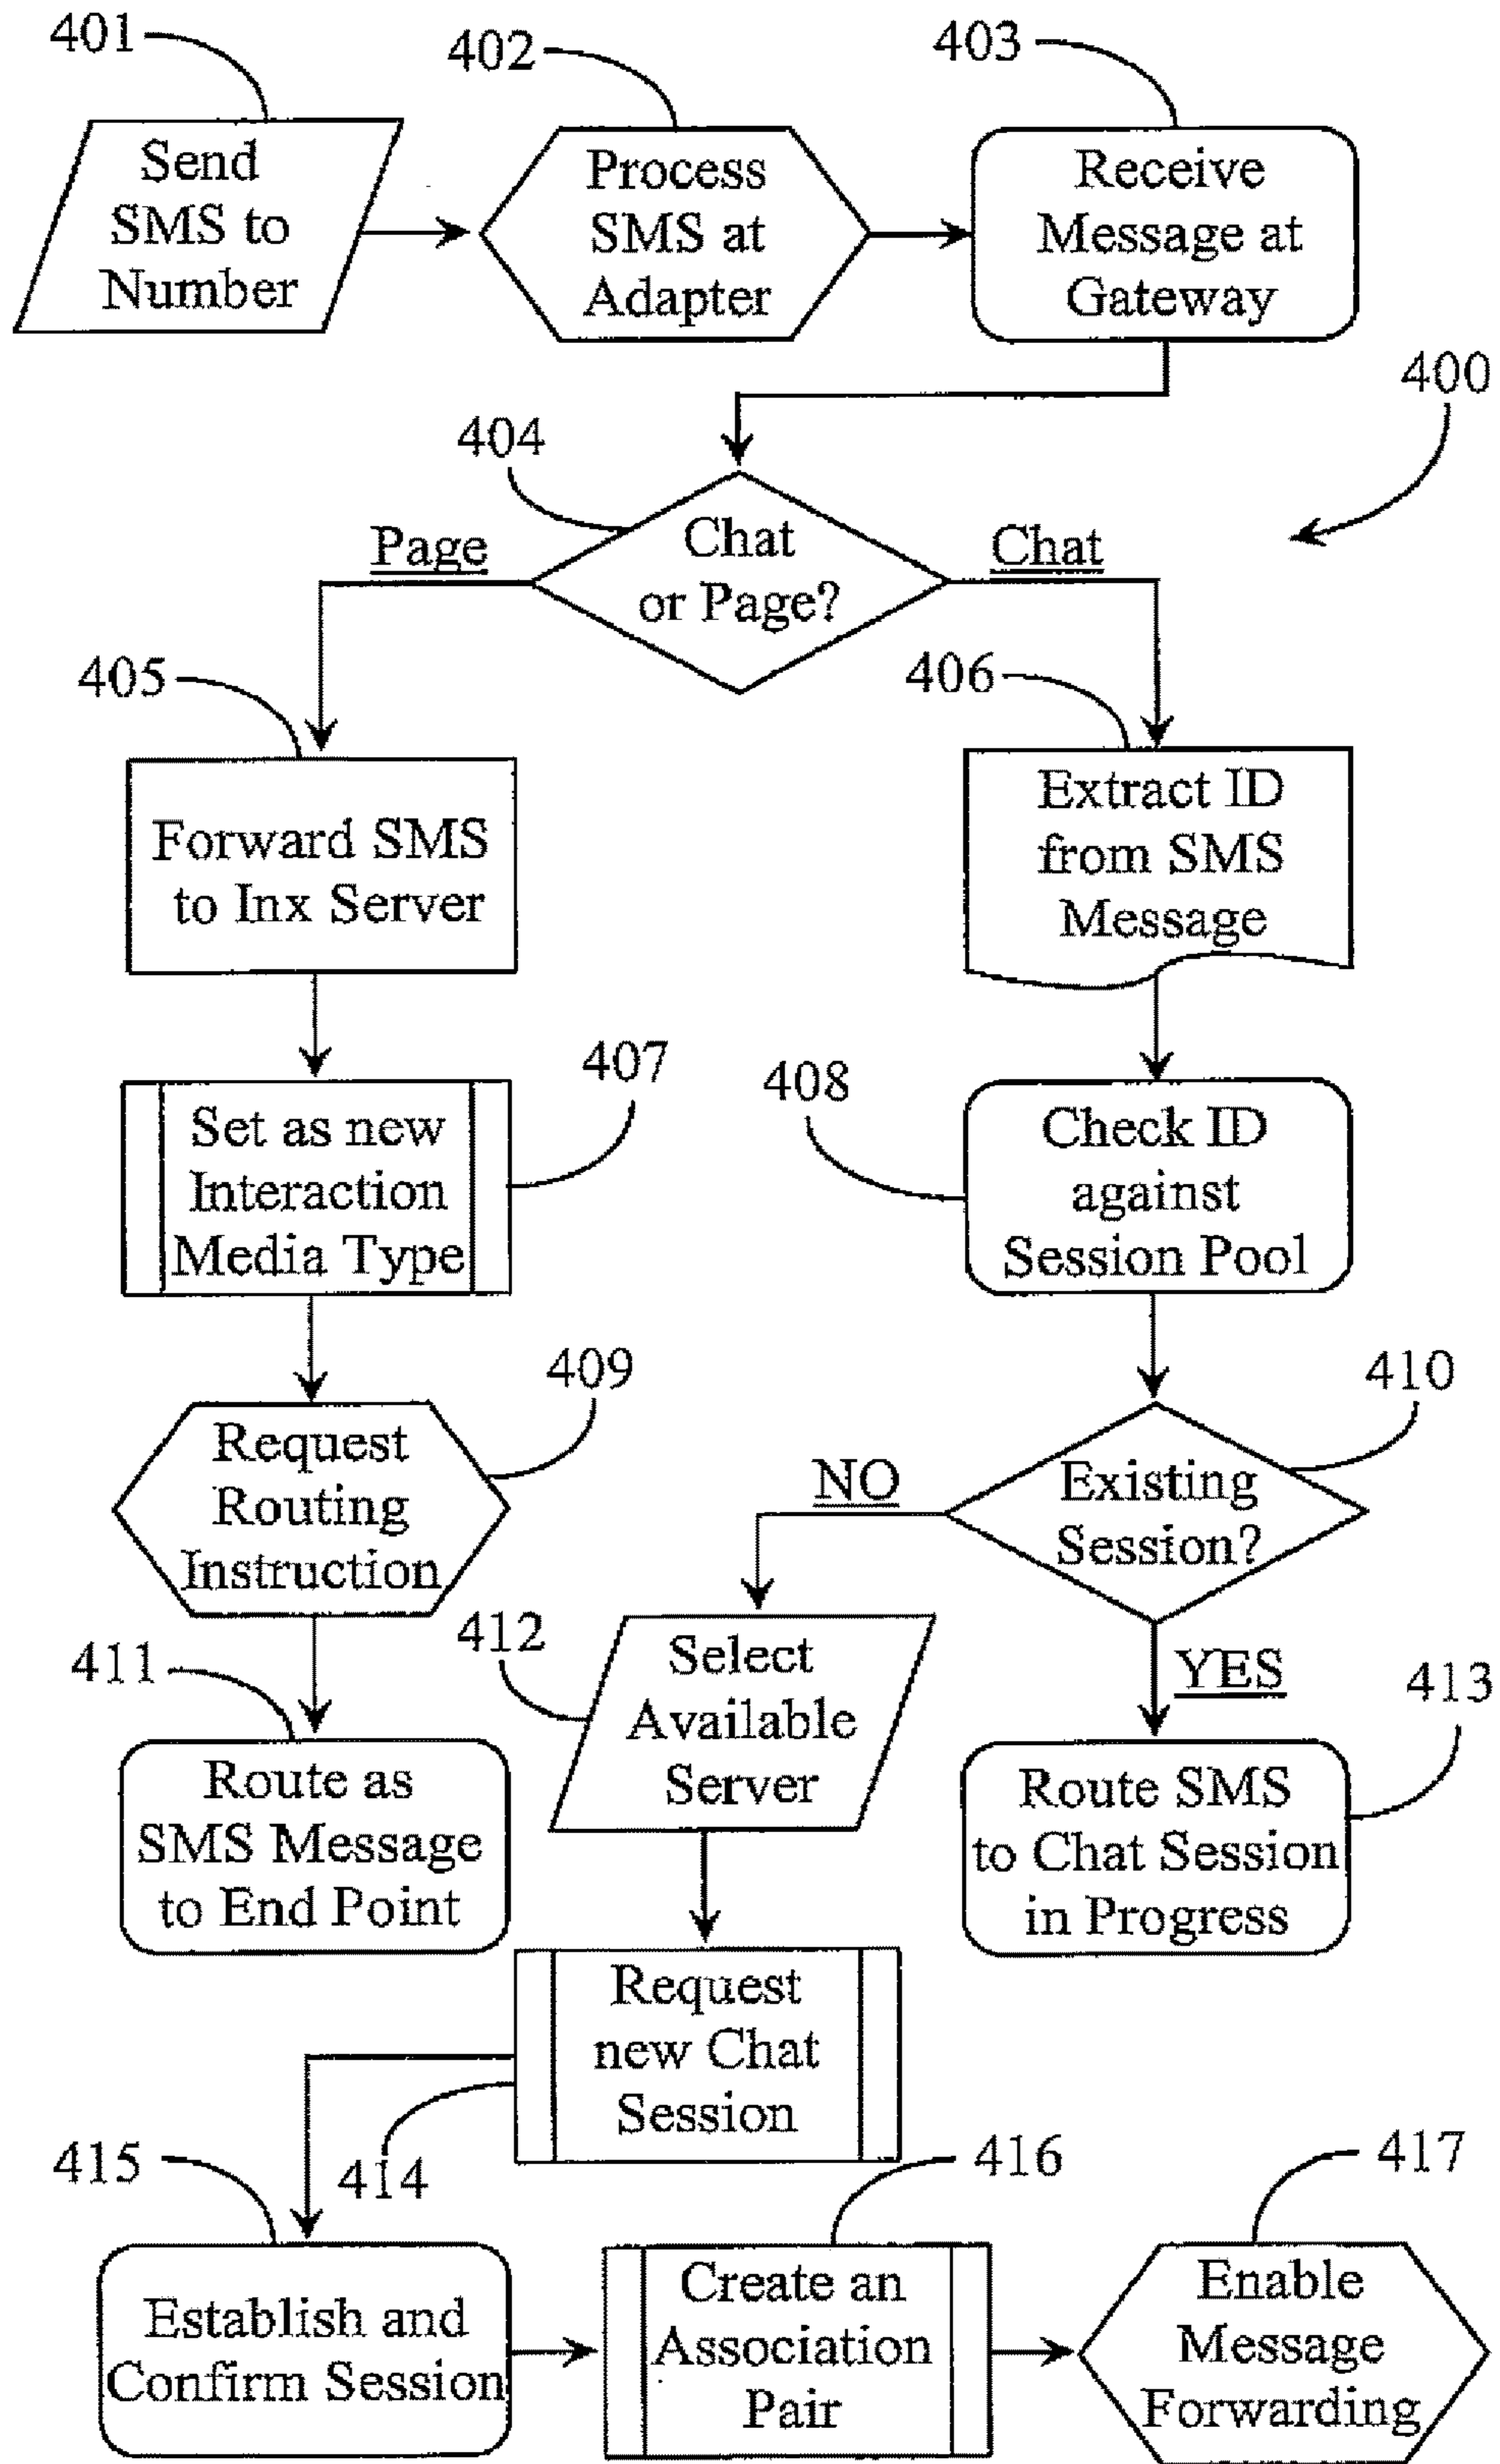 401
402
403
Send
SMS to
Number
Process
SMS at
Adapter
Receive
Message at
Gateway
400
404
Chat
or Page?
Page
Chat
405
406
Forward SMS
to Inx Server
Extract ID
from SMS
Message
407
408
Set as new
Interaction
Media Type
Check ID
against
Session Pool
409
410
Request
Routing
Instruction
NO
Existing
Session?
YES
411
412
413
Route as
SMS Message
to End Point
Select
Available
Server
Route SMS
to Chat Session
in Progress
Request
new Chat
Session
414
415
416
417
Establish and
Confirm Session
Create an
Association
Pair
Enable
Message
Forwarding